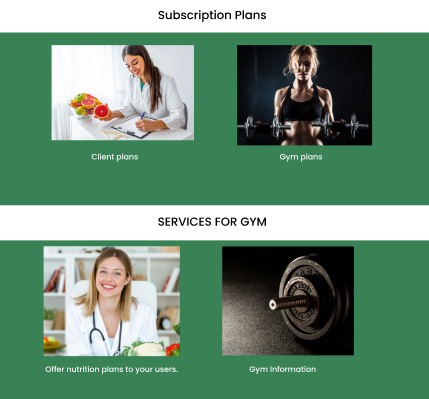 Subscription Plans
Client plans
Gym plans
SERVICES FOR GYM
Offer nutrition plans to your users.
Gym Information